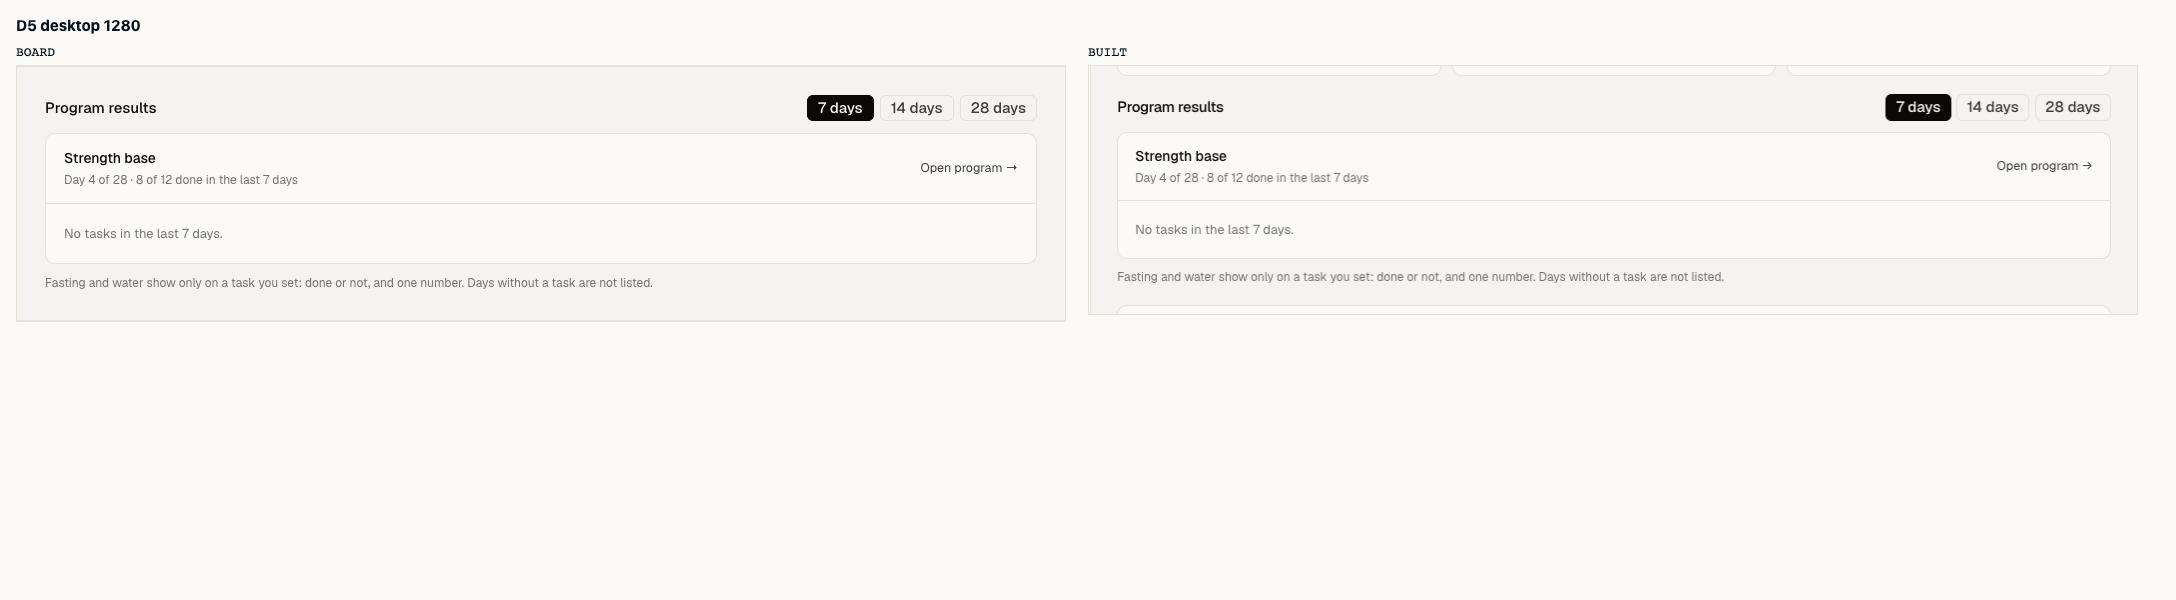 D5 desktop 1280
BOARD
Program results
7 days
14 days
28 days
Strength base
Day 4 of 28 · 8 of 12 done in the last 7 days
Open program →
No tasks in the last 7 days.
Fasting and water show only on a task you set: done or not, and one number. Days without a task are not listed.
BUILT
Program results
7 days
14 days
28 days
Strength base
Day 4 of 28 · 8 of 12 done in the last 7 days
Open program →
No tasks in the last 7 days.
Fasting and water show only on a task you set: done or not, and one number. Days without a task are not listed.